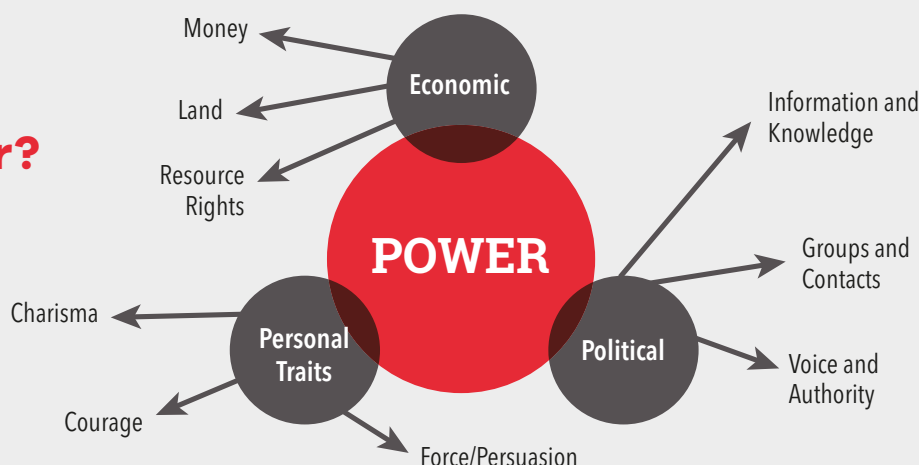 r?
Money
Land
Resource
Rights
Economic
POWER
Information and
Knowledge
Groups and
Contacts
Voice and
Authority
Political
Personal
Traits
Charisma
Courage
Force/Persuasion